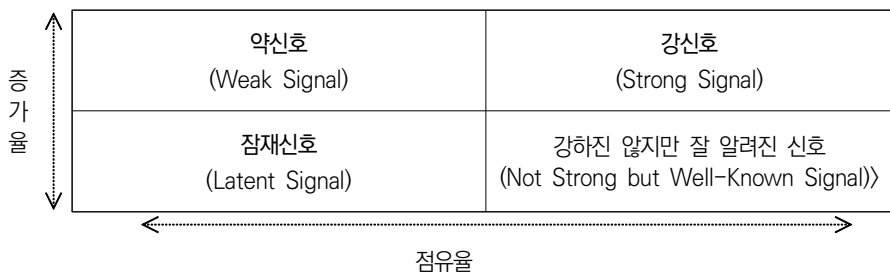 약신호
(Weak Signal)
강신호
(Strong Signal)
증
가
율
잠재신호
(Latent Signal)
강하진 않지만 잘 알려진 신호
(Not Strong but Well-Known Signal)〉
점유율